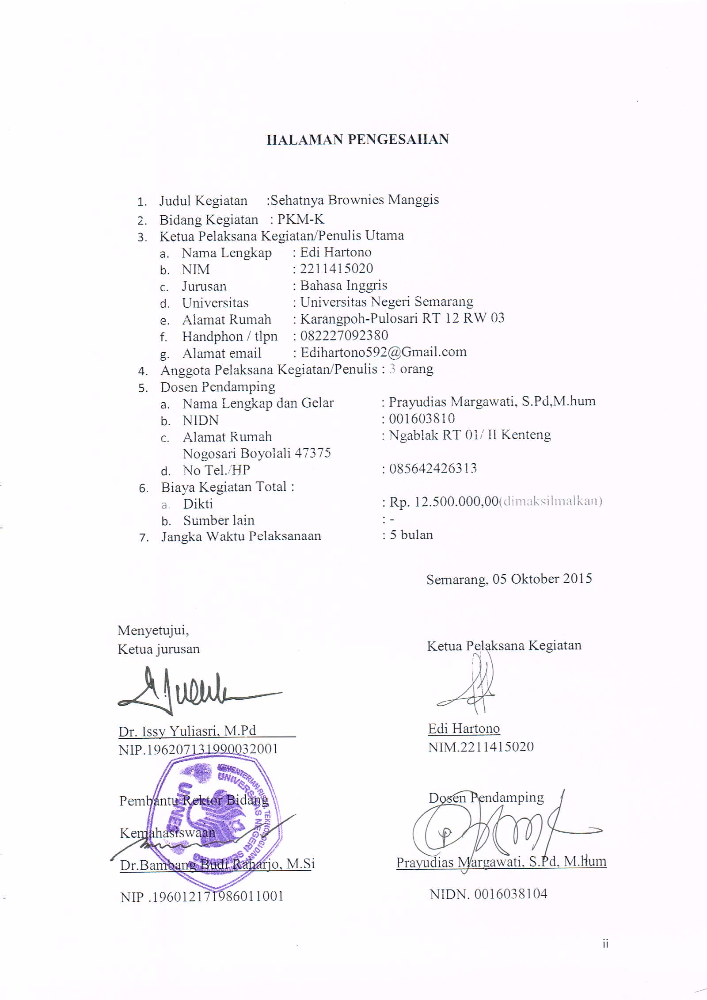 HALAMAN PENGESAHAN
1. Judul Kegiatan :Sehatnya Brownies Manggis
2. Bidang Kegiatan : PKM-K
3. Ketua Pelaksana Kegiatan/Penulis Utama
a. Nama Lengkap : Edi Hartono
b. NIM : 2211415020
c. Jurusan : Bahasa Inggris
d. Universitas : Universitas Negeri Semarang
e. Alamat Rumah : Karangpoh-Pulosari RT 12 RW 03
f. Handphon / tlpn : 082227092380
g. Alamat email : Edihartono592@Gmail.com
4. Anggota Pelaksana Kegiatan/Penulis : 3 orang
5. Dosen Pendamping
a. Nama Lengkap dan Gelar : Prayudias Margawati, S.Pd,M.hum
b. NIDN : 001603810
c. Alamat Rumah : Ngablak RT 01/ II Kenteng
Nogosari Boyolali 47375
d. No Tel./HP : 085642426313
6. Biaya Kegiatan Total :
a. Dikti : Rp. 12.500.000,00(dimaksilmalkan)
b. Sumber lain : -
7. Jangka Waktu Pelaksanaan : 5 bulan
Semarang, 05 Oktober 2015
Menyetujui,
Ketua jurusan
Ketua Pelaksana Kegiatan
Dr. Issy Yuliasri, M.Pd
NIP.196207131990032001
Edi Hartono
NIM.2211415020
Pembantu Rektor Bidang
Kemahasiswaan
Dosen Pendamping
KEMENTERIAN RISET, TEKNOLOGI DAN
UNIVERSITAS NEGERI SEMARANG
UNNES
Dr.Bambang Budi Raharjo, M.Si
NIP .196012171986011001
Prayudias Margawati, S.Pd, M.Hum
NIDN. 0016038104
ii